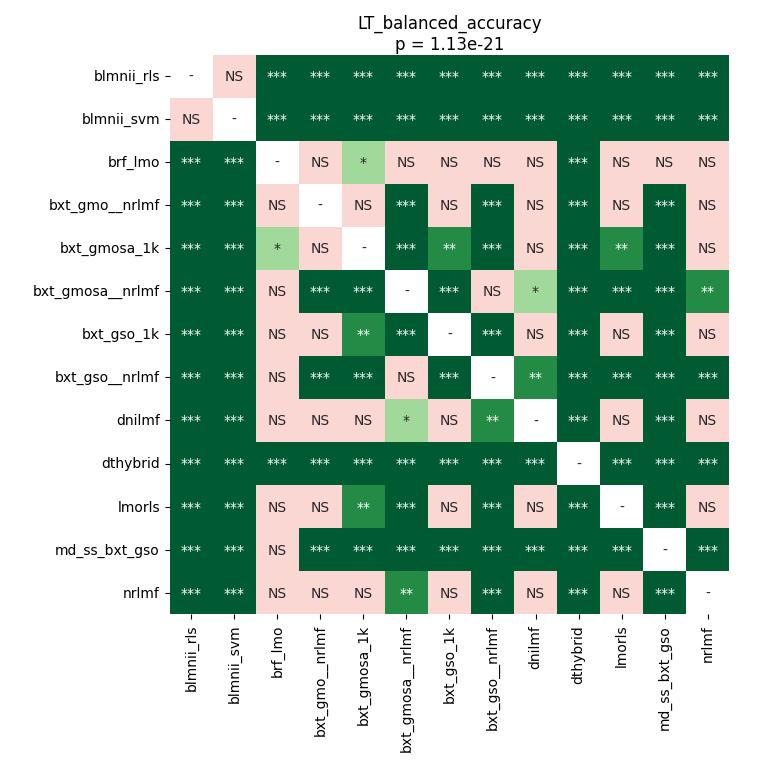 LT_balanced_accuracy
p = 1.13e-21
blmnii_rls - NS *** *** *** *** *** *** *** *** *** *** ***
blmnii_svm NS - *** *** *** *** *** *** *** *** *** *** ***
brf_lmo *** *** - NS * NS NS NS NS *** NS NS NS
bxt_gmo__nrlmf *** *** NS - NS *** NS *** NS *** NS *** NS
bxt_gmosa_1k *** *** * NS - *** ** *** NS *** ** *** NS
bxt_gmosa__nrlmf *** *** NS *** *** - *** NS * *** *** *** **
bxt_gso_1k *** *** NS NS ** *** - *** NS *** NS *** NS
bxt_gso__nrlmf *** *** NS *** *** NS *** - ** *** *** *** ***
dnilmf *** *** NS NS NS * NS ** - *** NS *** NS
dthybrid *** *** *** *** *** *** *** *** *** - *** *** ***
lmorls *** *** NS NS ** *** NS *** NS *** - *** NS
md_ss_bxt_gso *** *** NS *** *** *** *** *** *** *** *** - ***
nrlmf *** *** NS NS NS ** NS *** NS *** NS *** -
blmnii_rls
blmnii_svm
brf_lmo
bxt_gmo__nrlmf
bxt_gmosa_1k
bxt_gmosa__nrlmf
bxt_gso_1k
bxt_gso__nrlmf
dnilmf
dthybrid
lmorls
md_ss_bxt_gso
nrlmf